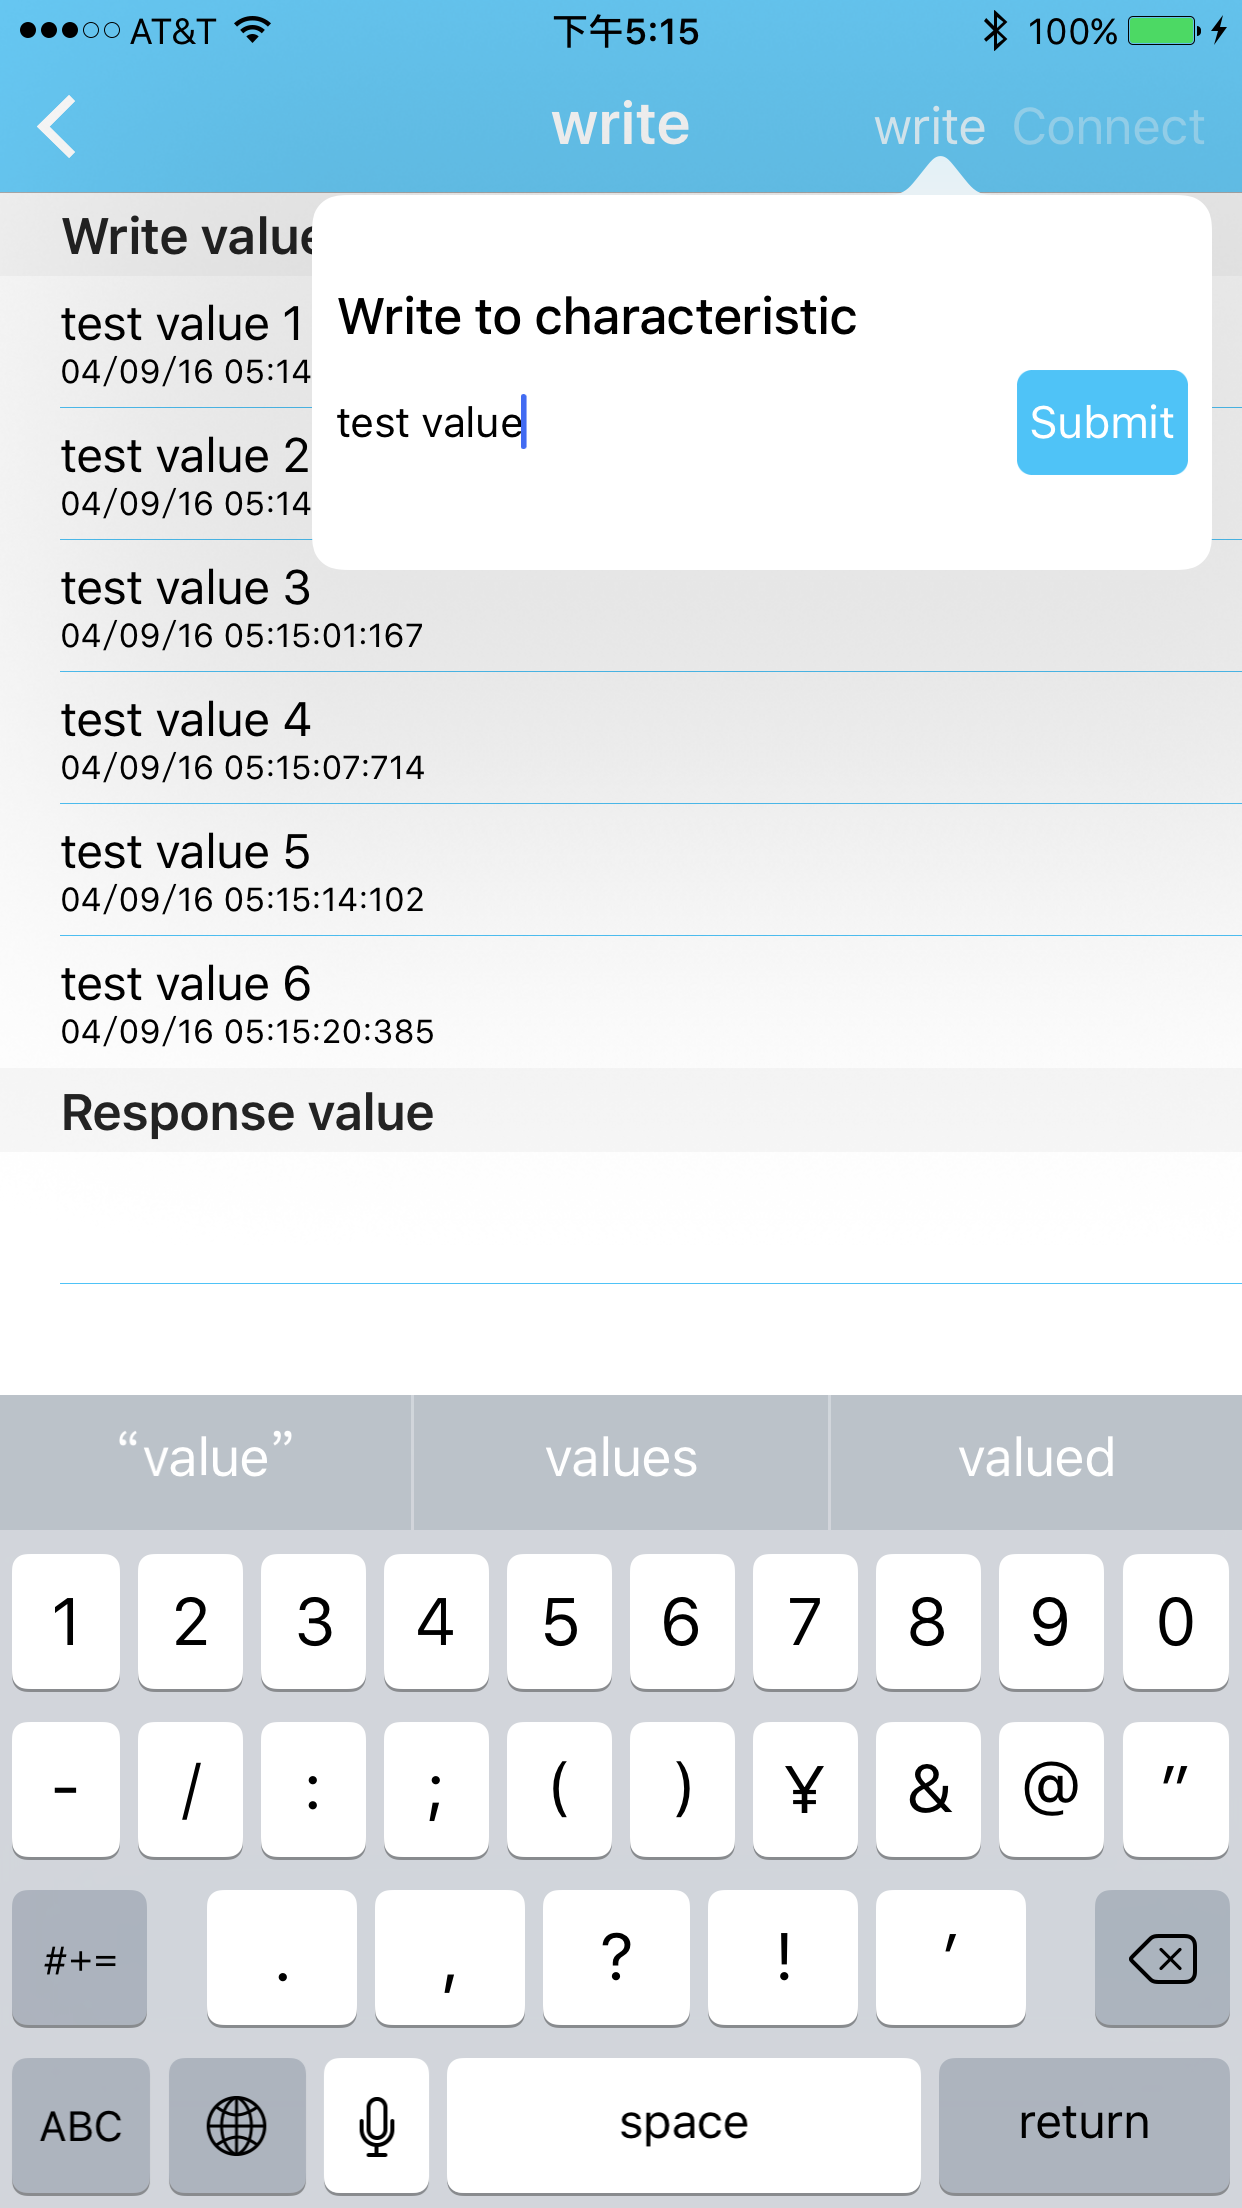 AT&T 下午5:15 100%
write write Connect
Write value
Write to characteristic
test value Submit
test value 1
04/09/16 05:14
test value 2
04/09/16 05:14
test value 3
04/09/16 05:15:01:167
test value 4
04/09/16 05:15:07:714
test value 5
04/09/16 05:15:14:102
test value 6
04/09/16 05:15:20:385
Response value
“value” values valued
1 2 3 4 5 6 7 8 9 0
- / : ; ( ) ¥ & @ "
#+= . , ? ! '
ABC space return